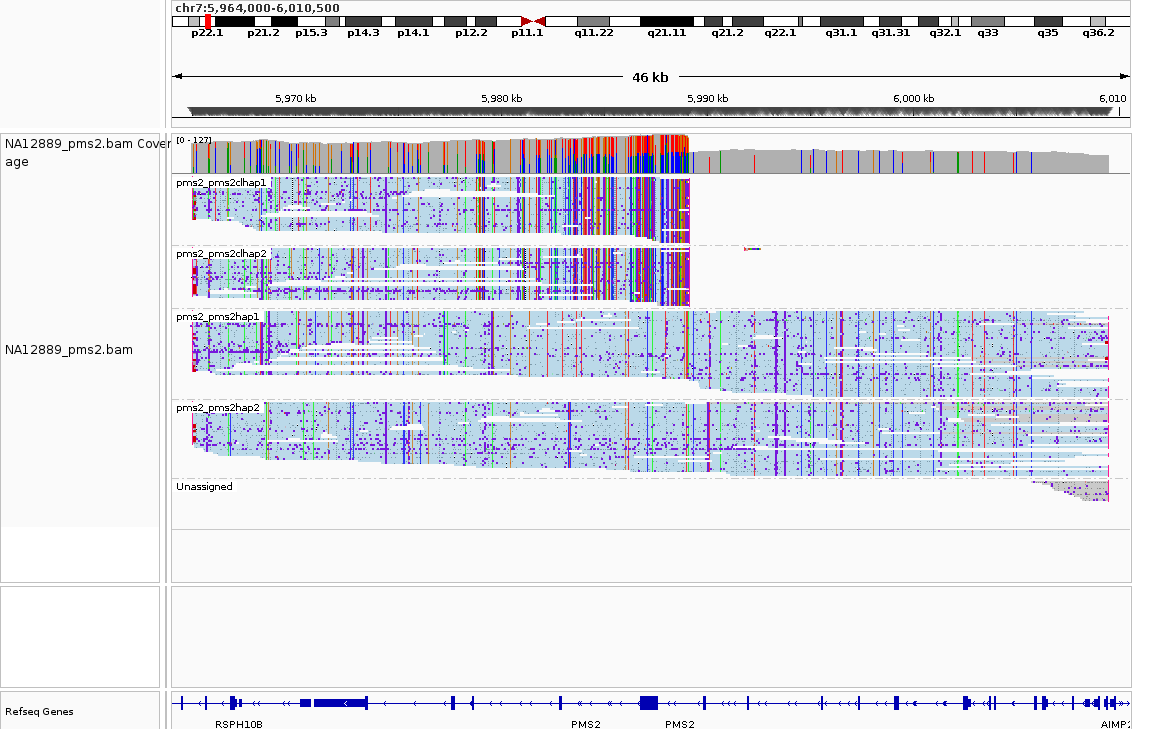 chr7:5,964,000-6,010,500
p22.1 p21.2 p15.3 p14.3 p14.1 p12.2 p11.1 q11.22 q21.11 q21.2 q22.1 q31.1 q31.31 q32.1 q33 q35 q36.2
46 kb
5,970 kb 5,980 kb 5,990 kb 6,000 kb 6,010
NA12889_pms2.bam Cover
age
[0 - 127]
pms2_pms2clhap1
pms2_pms2clhap2
pms2_pms2hap1
NA12889_pms2.bam
pms2_pms2hap2
Unassigned
Refseq Genes
RSPH10B PMS2 PMS2